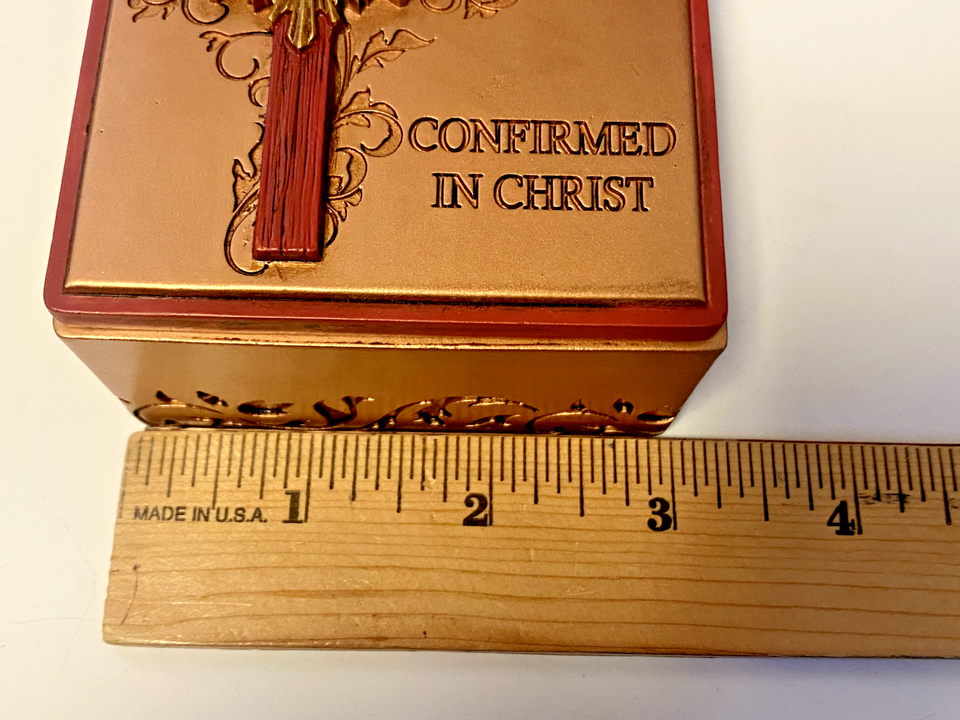 CONFIRMED
IN CHRIST
MADE IN U.S.A.
1 2 3 4